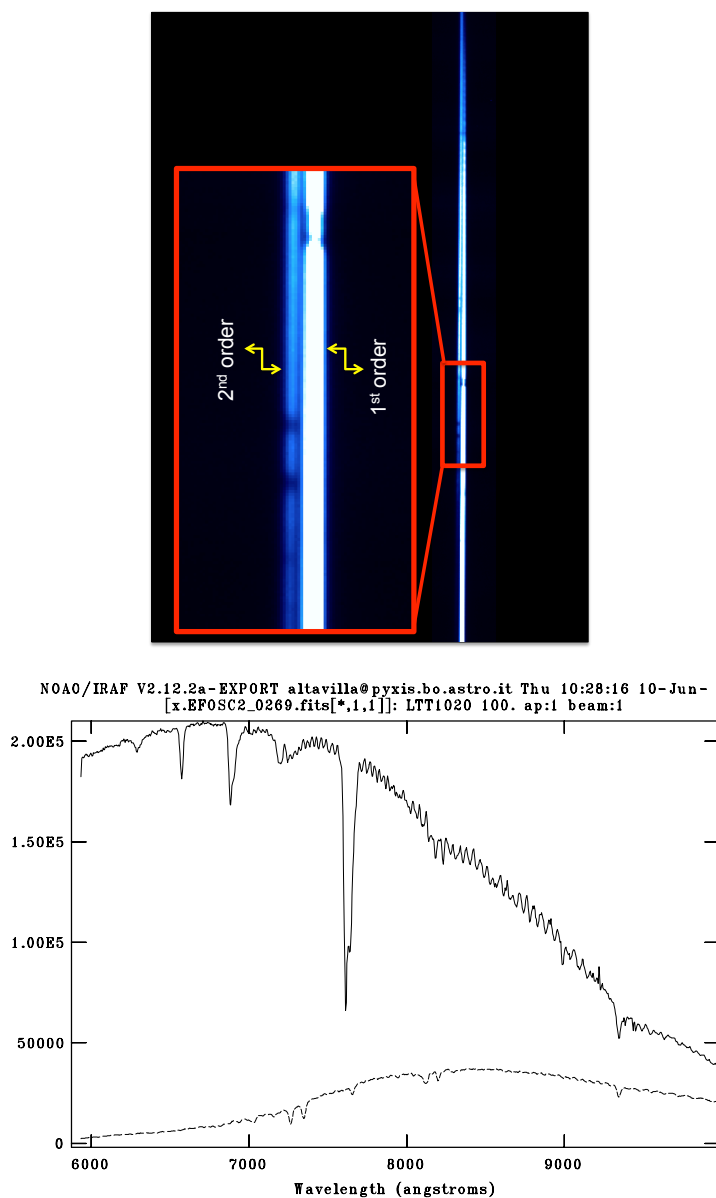 2nd order
1st order
NOAO/IRAF V2.12.2a-EXPORT altavilla@pyxis.bo.astro.it Thu 10:28:16 10-Jun-
[x.EFOSC2_0269.fits[*,1,1]]: LTT1020 100. ap:1 beam:1
2.00E5
1.50E5
1.00E5
50000
0
6000 7000 8000 9000
Wavelength (angstroms)